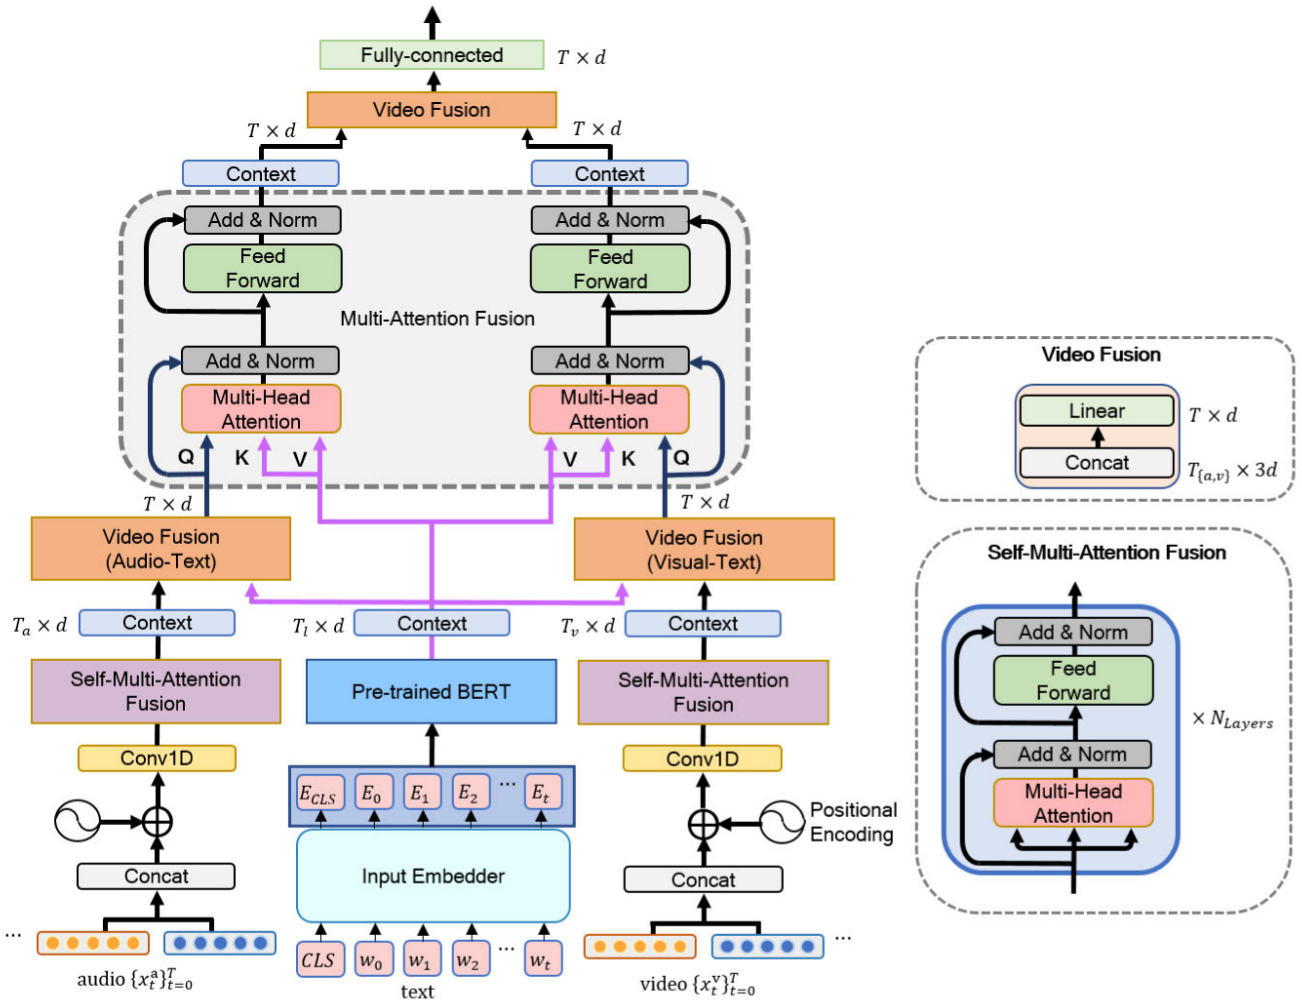 Fully-connected
T × d
Video Fusion
T × d
T × d
Context
Context
Add & Norm
Add & Norm
Feed
Forward
Feed
Forward
Multi-Attention Fusion
Add & Norm
Add & Norm
Multi-Head
Attention
Multi-Head
Attention
Q
K
V
V
K
Q
T × d
T × d
Video Fusion
(Audio-Text)
Video Fusion
(Visual-Text)
T_a × d
Context
T_l × d
Context
T_v × d
Context
Self-Multi-Attention
Fusion
Pre-trained BERT
Self-Multi-Attention
Fusion
Conv1D
Conv1D
E_{CLS}
E_0
E_1
E_2
...
E_t
Positional
Encoding
Concat
Input Embedder
Concat
...
CLS
w_0
w_1
w_2
...
w_t
...
audio {x_t^a}_{t=0}^T
text
video {x_t^v}_{t=0}^T
Video Fusion
Linear
T × d
Concat
T_{\{a,v\}} × 3d
Self-Multi-Attention Fusion
Add & Norm
Feed
Forward
× N_{Layers}
Add & Norm
Multi-Head
Attention